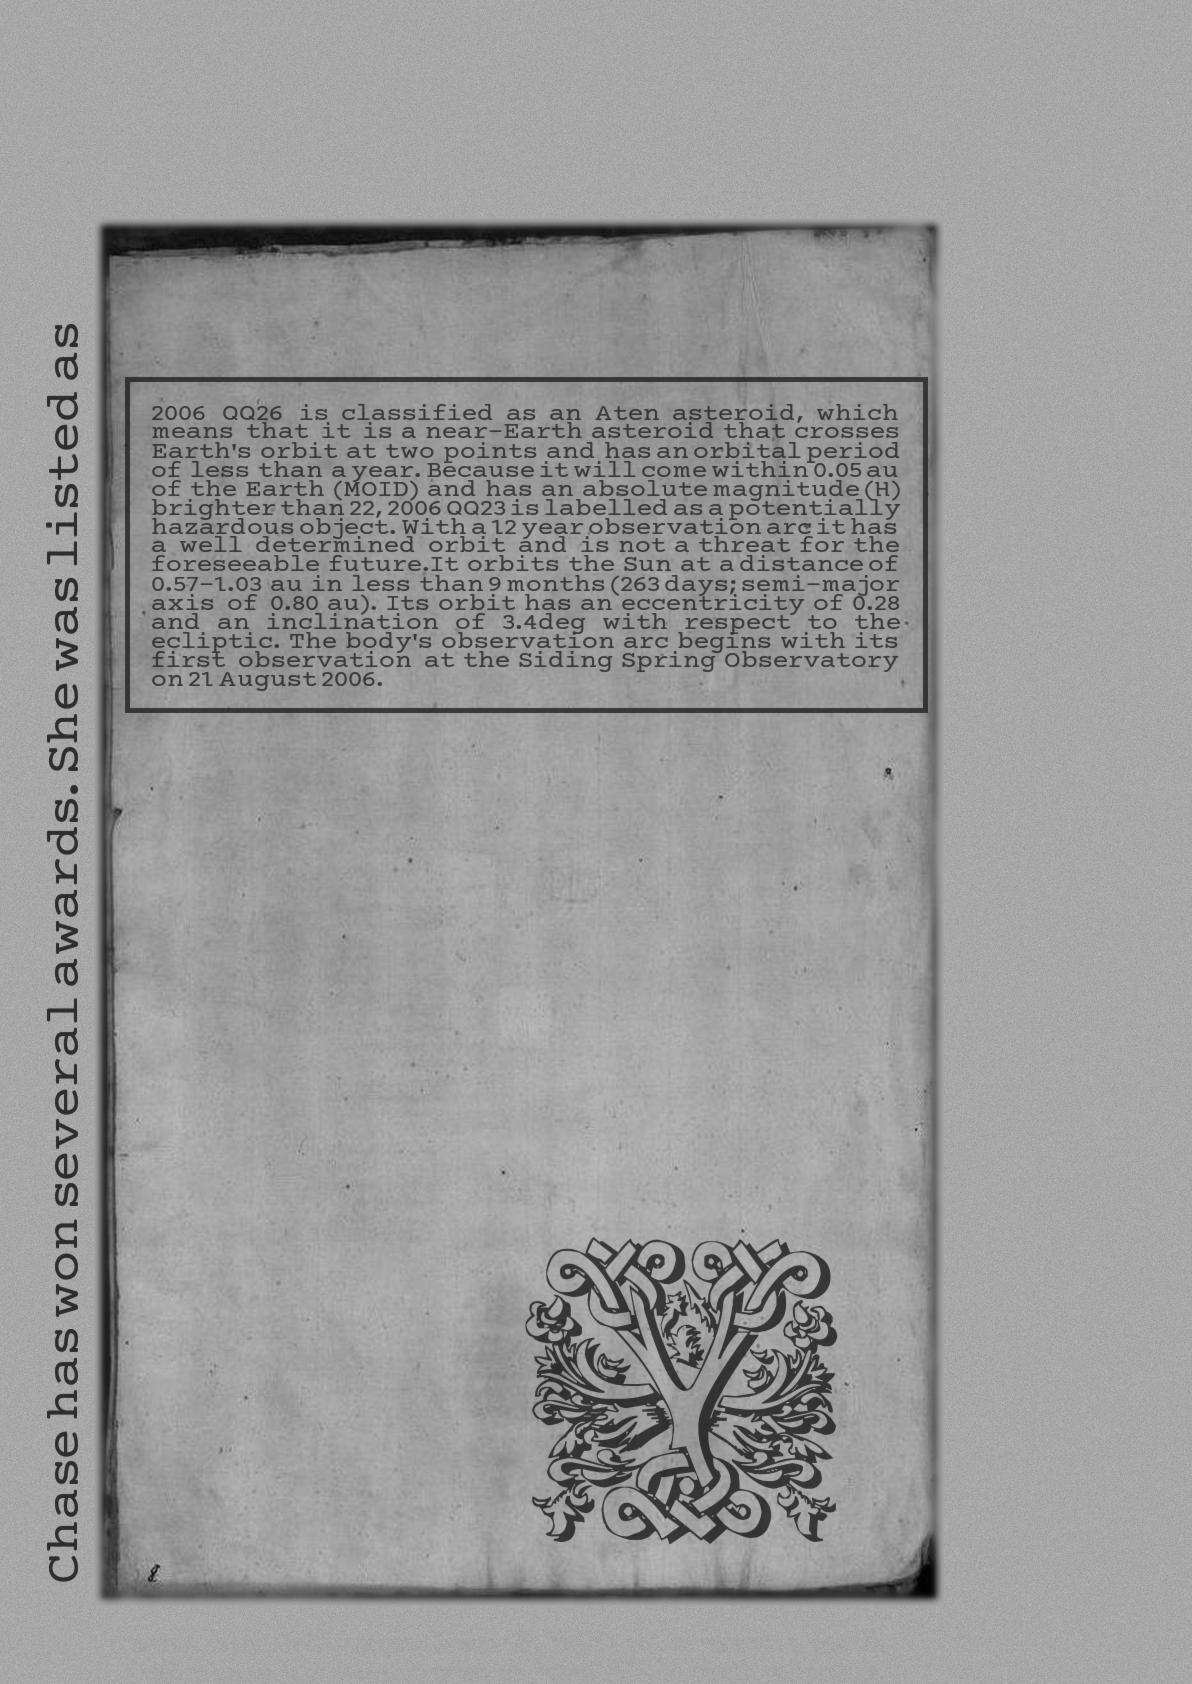 Chase has won several awards. She was listed as
2006 QQ26 is classified as an Aten asteroid, which
means that it is a near-Earth asteroid that crosses
Earth's orbit at two points and has an orbital period
of less than a year. Because it will come within 0.05 au
of the Earth (MOID) and has an absolute magnitude (H)
brighter than 22, 2006 QQ23 is labelled as a potentially
hazardous object. With a 12 year observation arc it has
a well determined orbit and is not a threat for the
foreseeable future.It orbits the Sun at a distance of
0.57-1.03 au in less than 9 months (263 days; semi-major
axis of 0.80 au). Its orbit has an eccentricity of 0.28
and an inclination of 3.4deg with respect to the
ecliptic. The body's observation arc begins with its
first observation at the Siding Spring Observatory
on 21 August 2006.